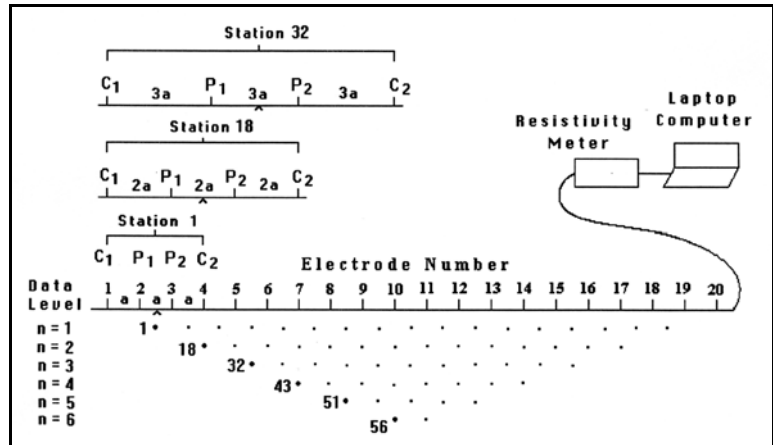 Station 32
C1 3a P1 3a P2 3a C2
Station 18
C1 2a P1 2a P2 2a C2
Station 1
C1 P1 P2 C2
Resistivity Meter
Laptop Computer
Electrode Number
Data Level
1 2 3 4 5 6 7 8 9 10 11 12 13 14 15 16 17 18 19 20
a a a
n = 1 1
n = 2 18
n = 3 32
n = 4 43
n = 5 51
n = 6 56